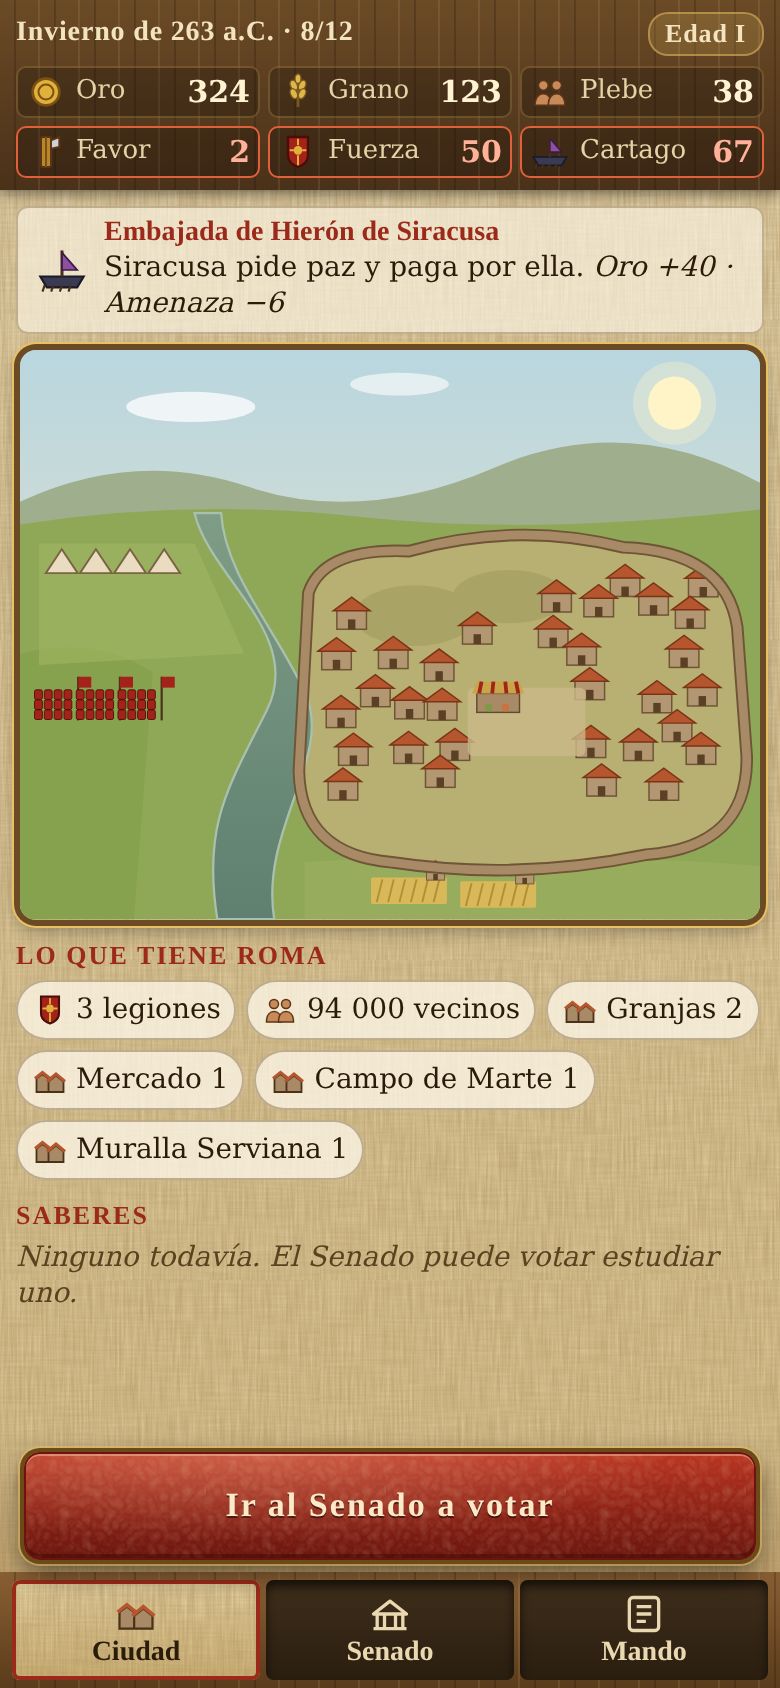 Invierno de 263 a.C. · 8/12
Edad I
Oro 324
Grano 123
Plebe 38
Favor 2
Fuerza 50
Cartago 67
Embajada de Hierón de Siracusa
Siracusa pide paz y paga por ella. Oro +40 ·
Amenaza −6
LO QUE TIENE ROMA
3 legiones
94 000 vecinos
Granjas 2
Mercado 1
Campo de Marte 1
Muralla Serviana 1
SABERES
Ninguno todavía. El Senado puede votar estudiar
uno.
Ir al Senado a votar
Ciudad
Senado
Mando